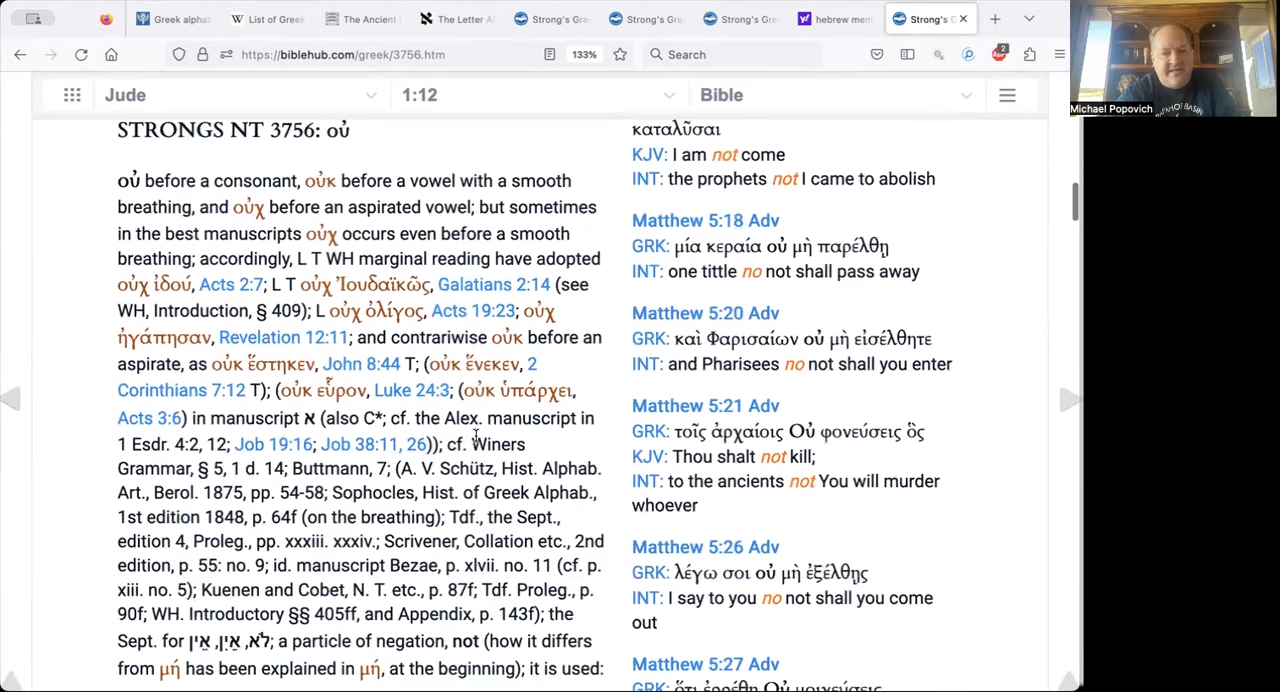 Greek alpha
List of Greek
The Ancient
The Letter A
Strong's Gre
Strong's Gre
Strong's Gre
hebrew mem
Strong's G
https://biblehub.com/greek/3756.htm
133%
Search
2
Michael Popovich
Jude
1:12
Bible
STRONGS NT 3756: οὐ
οὐ before a consonant, οὐκ before a vowel with a smooth
breathing, and οὐχ before an aspirated vowel; but sometimes
in the best manuscripts οὐχ occurs even before a smooth
breathing; accordingly, L T WH marginal reading have adopted
οὐχ ἰδού, Acts 2:7; L T οὐχ Ἰουδαϊκῶς, Galatians 2:14 (see
WH, Introduction, § 409); L οὐχ ὀλίγος, Acts 19:23; οὐχ
ἠγάπησαν, Revelation 12:11; and contrariwise οὐκ before an
aspirate, as οὐκ ἕστηκεν, John 8:44 T; (οὐκ ἕνεκεν, 2
Corinthians 7:12 T); (οὐκ εὗρον, Luke 24:3; (οὐκ ὑπάρχει,
Acts 3:6) in manuscript א (also C*; cf. the Alex. manuscript in
1 Esdr. 4:2, 12; Job 19:16; Job 38:11, 26)); cf. Winers
Grammar, § 5, 1 d. 14; Buttmann, 7; (A. V. Schütz, Hist. Alphab.
Art., Berol. 1875, pp. 54-58; Sophocles, Hist. of Greek Alphab.,
1st edition 1848, p. 64f (on the breathing); Tdf., the Sept.,
edition 4, Proleg., pp. xxxiii. xxxiv.; Scrivener, Collation etc., 2nd
edition, p. 55: no. 9; id. manuscript Bezae, p. xlvii. no. 11 (cf. p.
xiii. no. 5); Kuenen and Cobet, N. T. etc., p. 87f; Tdf. Proleg., p.
90f; WH. Introductory §§ 405ff, and Appendix, p. 143f); the
Sept. for לֹא, אַיִן, אֵין; a particle of negation, not (how it differs
from μή has been explained in μή, at the beginning); it is used:
καταλῦσαι
KJV: I am not come
INT: the prophets not I came to abolish
Matthew 5:18 Adv
GRK: μία κεραία οὐ μὴ παρέλθῃ
INT: one tittle no not shall pass away
Matthew 5:20 Adv
GRK: καὶ Φαρισαίων οὐ μὴ εἰσέλθητε
INT: and Pharisees no not shall you enter
Matthew 5:21 Adv
GRK: τοῖς ἀρχαίοις Οὐ φονεύσεις ὃς
KJV: Thou shalt not kill;
INT: to the ancients not You will murder
whoever
Matthew 5:26 Adv
GRK: λέγω σοι οὐ μὴ ἐξέλθῃς
INT: I say to you no not shall you come
out
Matthew 5:27 Adv
GRK: ὅτι ἐρρέθη Οὐ μοιχεύσεις